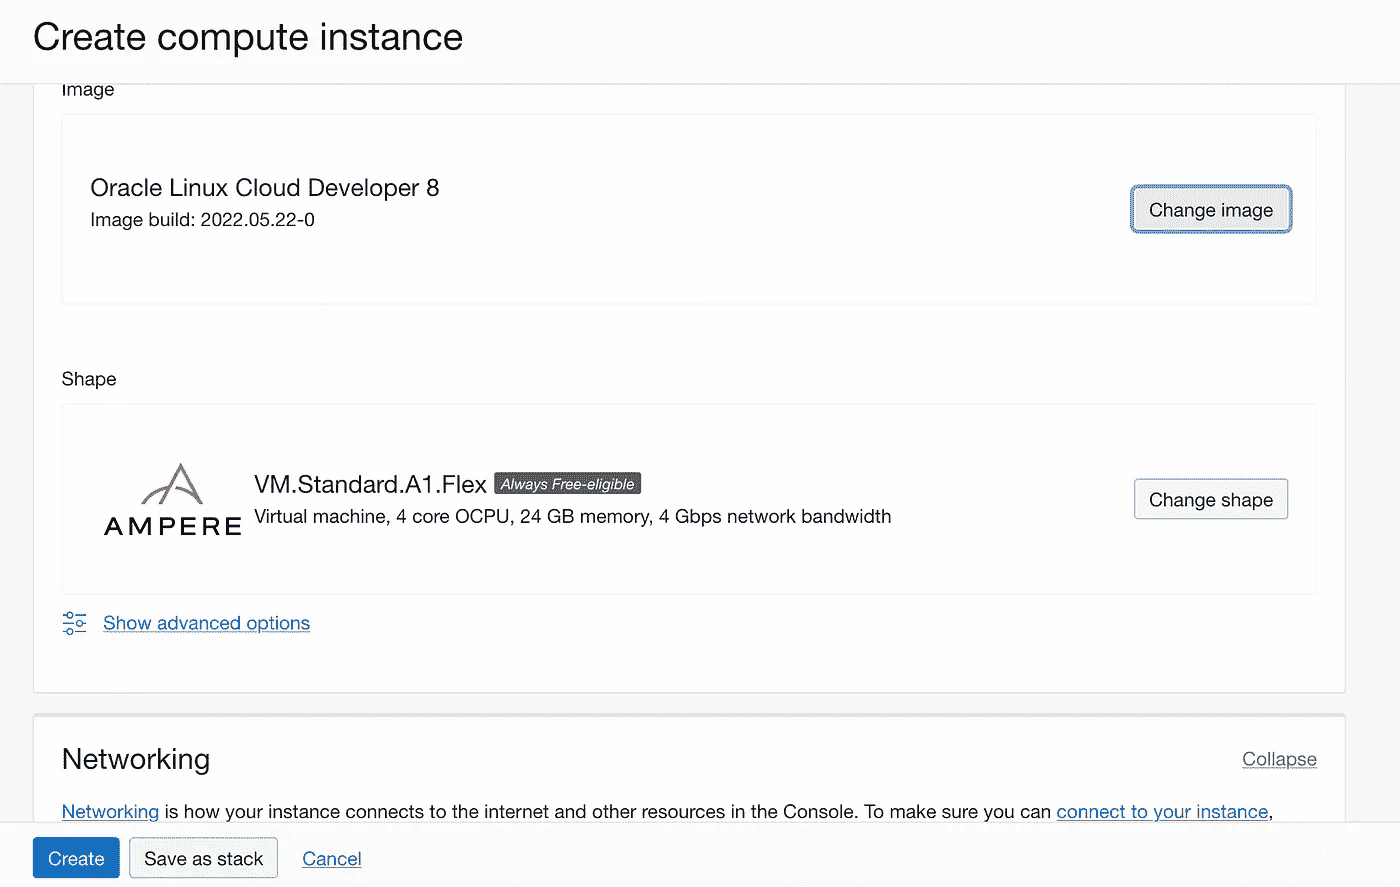 Create compute instance
Image
Oracle Linux Cloud Developer 8
Image build: 2022.05.22-0
Change image
Shape
AMPERE
VM.Standard.A1.Flex Always Free-eligible
Virtual machine, 4 core OCPU, 24 GB memory, 4 Gbps network bandwidth
Change shape
Show advanced options
Networking
Collapse
Networking is how your instance connects to the internet and other resources in the Console. To make sure you can connect to your instance,
Create Save as stack Cancel